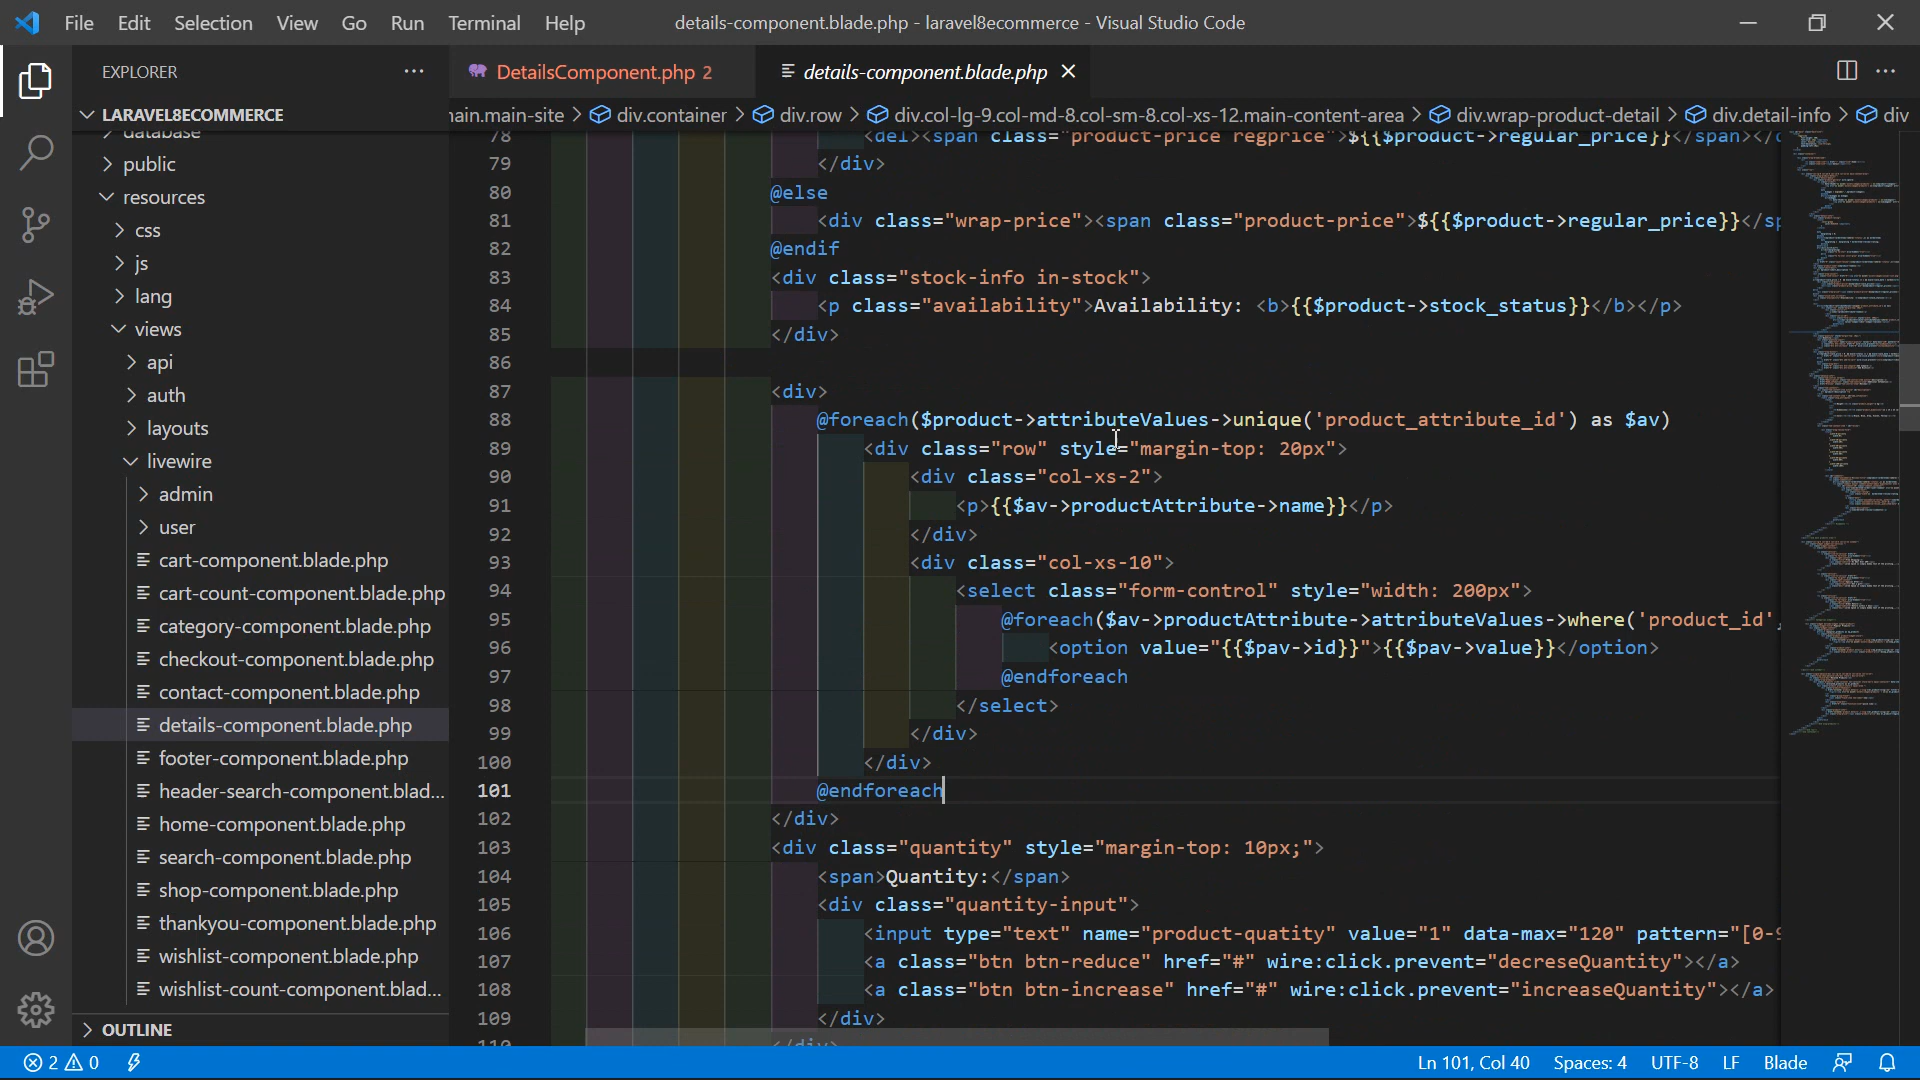 File Edit Selection View Go Run Terminal Help
details-component.blade.php - laravel8ecommerce - Visual Studio Code
EXPLORER
DetailsComponent.php 2
details-component.blade.php
LARAVEL8ECOMMERCE
database
public
resources
css
js
lang
views
api
auth
layouts
livewire
admin
user
cart-component.blade.php
cart-count-component.blade.php
category-component.blade.php
checkout-component.blade.php
contact-component.blade.php
details-component.blade.php
footer-component.blade.php
header-search-component.blad...
home-component.blade.php
search-component.blade.php
shop-component.blade.php
thankyou-component.blade.php
wishlist-component.blade.php
wishlist-count-component.blad...
OUTLINE
main.main-site > div.container > div.row > div.col-lg-9.col-md-8.col-sm-8.col-xs-12.main-content-area > div.wrap-product-detail > div.detail-info > div
78 <del><span class="product-price regprice">${{$product->regular_price}}</span></
79 </div>
80 @else
81 <div class="wrap-price"><span class="product-price">${{$product->regular_price}}</sp
82 @endif
83 <div class="stock-info in-stock">
84 <p class="availability">Availability: <b>{{$product->stock_status}}</b></p>
85 </div>
86
87 <div>
88 @foreach($product->attributeValues->unique('product_attribute_id') as $av)
89 <div class="row" style="margin-top: 20px">
90 <div class="col-xs-2">
91 <p>{{$av->productAttribute->name}}</p>
92 </div>
93 <div class="col-xs-10">
94 <select class="form-control" style="width: 200px">
95 @foreach($av->productAttribute->attributeValues->where('product_id',
96 <option value="{{$pav->id}}">{{$pav->value}}</option>
97 @endforeach
98 </select>
99 </div>
100 </div>
101 @endforeach
102 </div>
103 <div class="quantity" style="margin-top: 10px;">
104 <span>Quantity:</span>
105 <div class="quantity-input">
106 <input type="text" name="product-quatity" value="1" data-max="120" pattern="[0-9
107 <a class="btn btn-reduce" href="#" wire:click.prevent="decreseQuantity"></a>
108 <a class="btn btn-increase" href="#" wire:click.prevent="increaseQuantity"></a>
109 </div>
110 </div>
2 0
Ln 101, Col 40 Spaces: 4 UTF-8 LF Blade